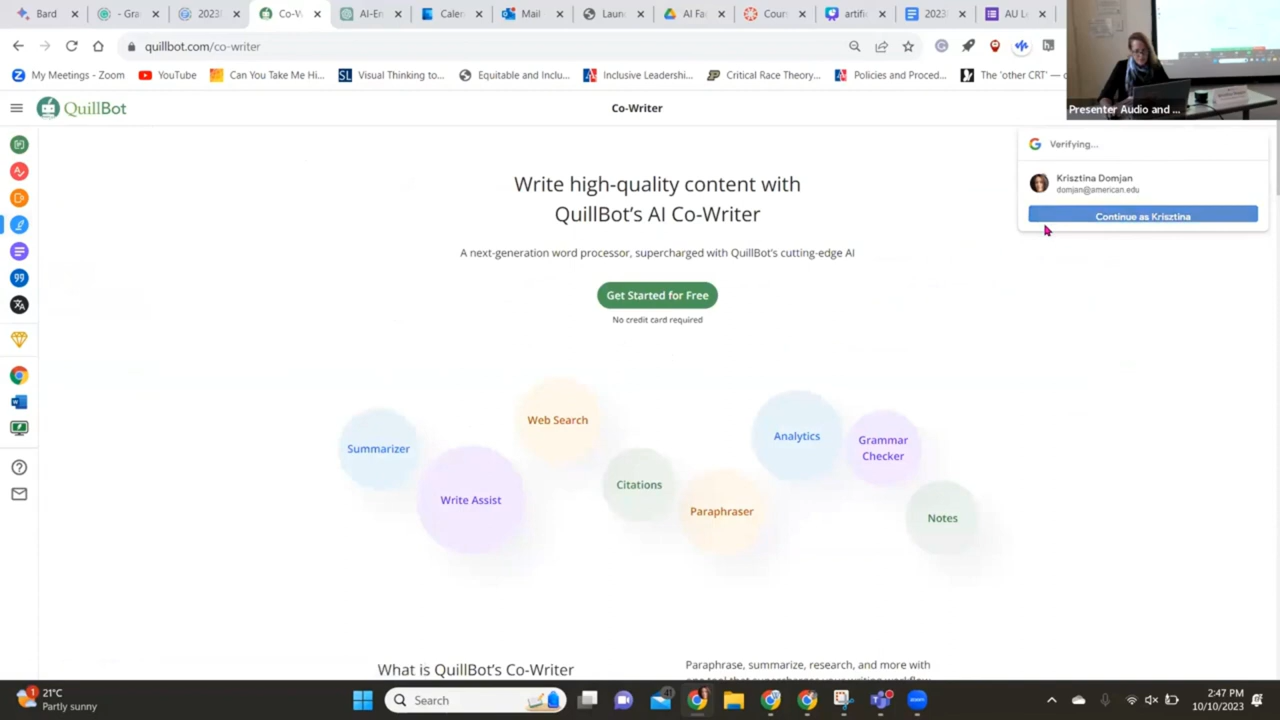 Bard
Gra
2023
Co-W
AI-En
Caler
Mail
Laun
AI Fa
Cour
artific
2023
AU L
quillbot.com/co-writer
My Meetings - Zoom
YouTube
Can You Take Me Hi...
Visual Thinking to...
Equitable and Inclu...
Inclusive Leadershi...
Critical Race Theory...
Policies and Proced...
The 'other CRT' —
Presenter Audio and ...
QuillBot
Co-Writer
Verifying...
Krisztina Domjan
domjan@american.edu
Continue as Krisztina
Write high-quality content with
QuillBot's AI Co-Writer
A next-generation word processor, supercharged with QuillBot's cutting-edge AI
Get Started for Free
No credit card required
Web Search
Summarizer
Analytics
Grammar
Checker
Citations
Write Assist
Paraphraser
Notes
What is QuillBot's Co-Writer
Paraphrase, summarize, research, and more with
21°C
Partly sunny
Search
41
2:47 PM
10/10/2023